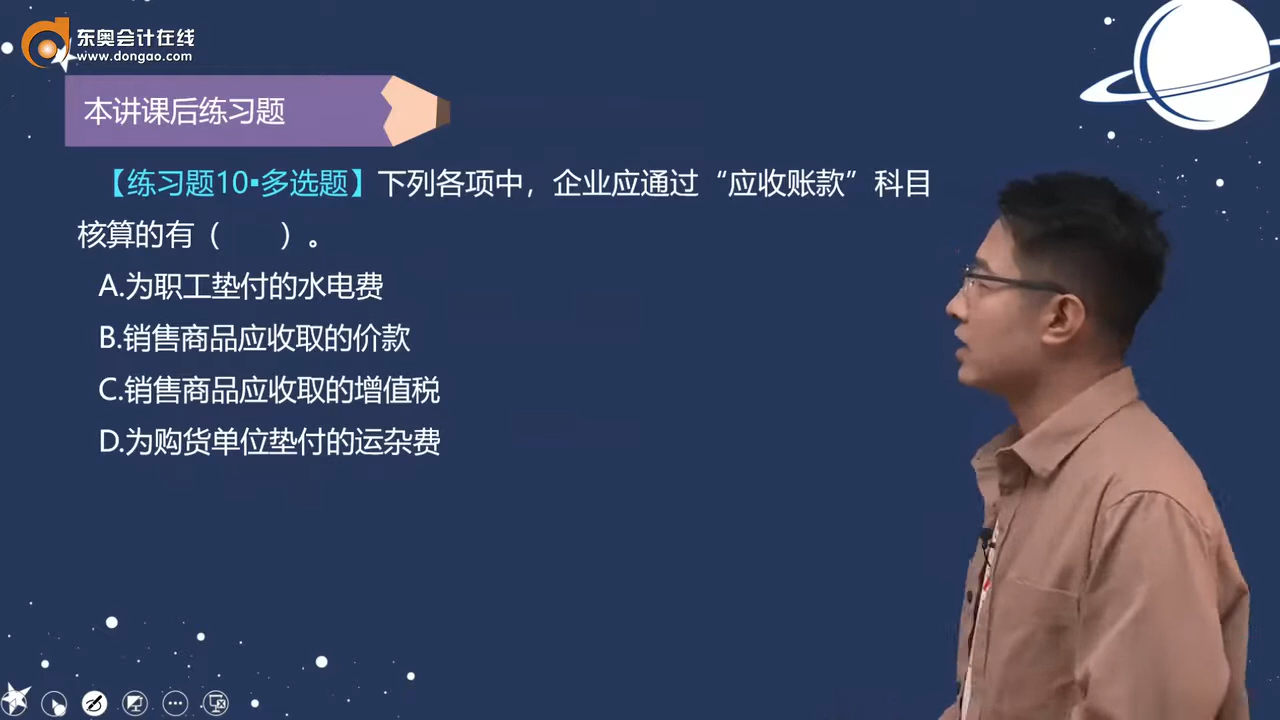 东奥会计在线
www.dongao.com
本讲课后练习题
【练习题10▪多选题】下列各项中，企业应通过“应收账款”科目
核算的有（　　）。
A.为职工垫付的水电费
B.销售商品应收取的价款
C.销售商品应收取的增值税
D.为购货单位垫付的运杂费